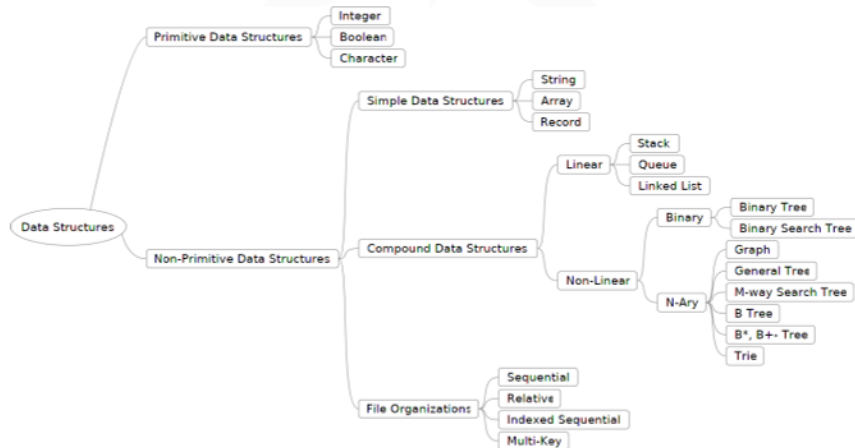 Data Structures
Primitive Data Structures
Integer
Boolean
Character
Non-Primitive Data Structures
Simple Data Structures
String
Array
Record
Compound Data Structures
Linear
Stack
Queue
Linked List
Non-Linear
Binary
Binary Tree
Binary Search Tree
N-Ary
Graph
General Tree
M-way Search Tree
B Tree
B*, B+- Tree
Trie
File Organizations
Sequential
Relative
Indexed Sequential
Multi-Key